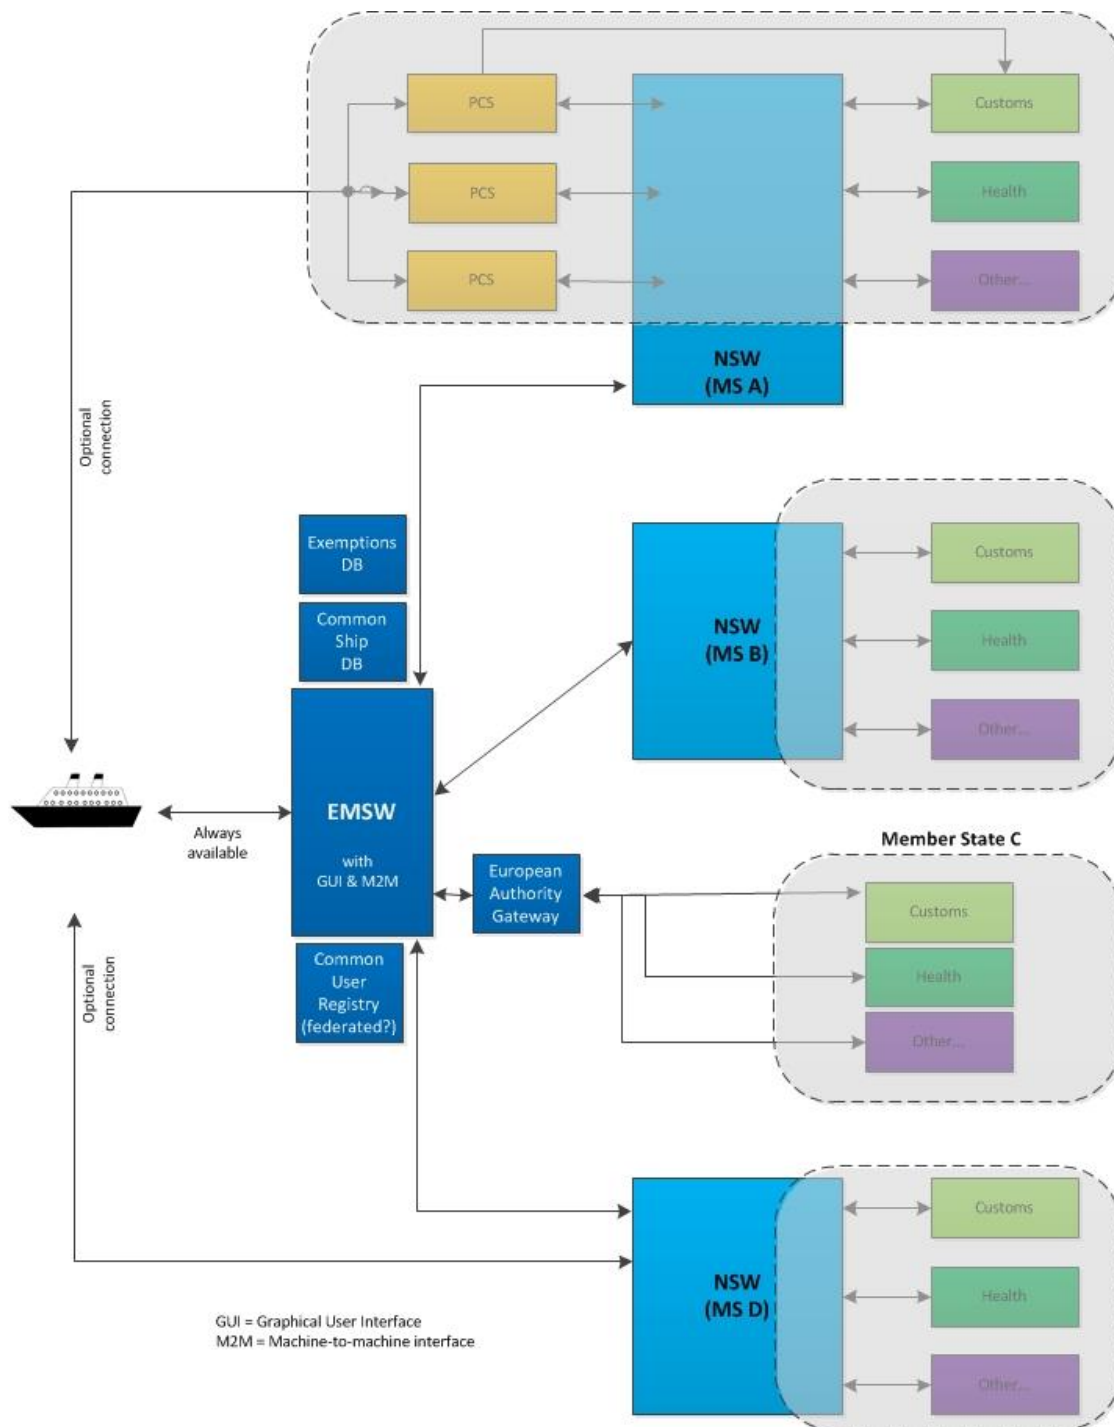 PCS
Customs
PCS
Health
PCS
Other...
NSW
(MS A)
Optional
connection
Exemptions
DB
Common
Ship
DB
Customs
NSW
(MS B)
Health
Other...
EMSW
with
GUI & M2M
Always
available
European
Authority
Gateway
Member State C
Customs
Health
Other...
Common
User
Registry
(federated?)
Optional
connection
NSW
(MS D)
Customs
Health
Other...
GUI = Graphical User Interface
M2M = Machine-to-machine interface